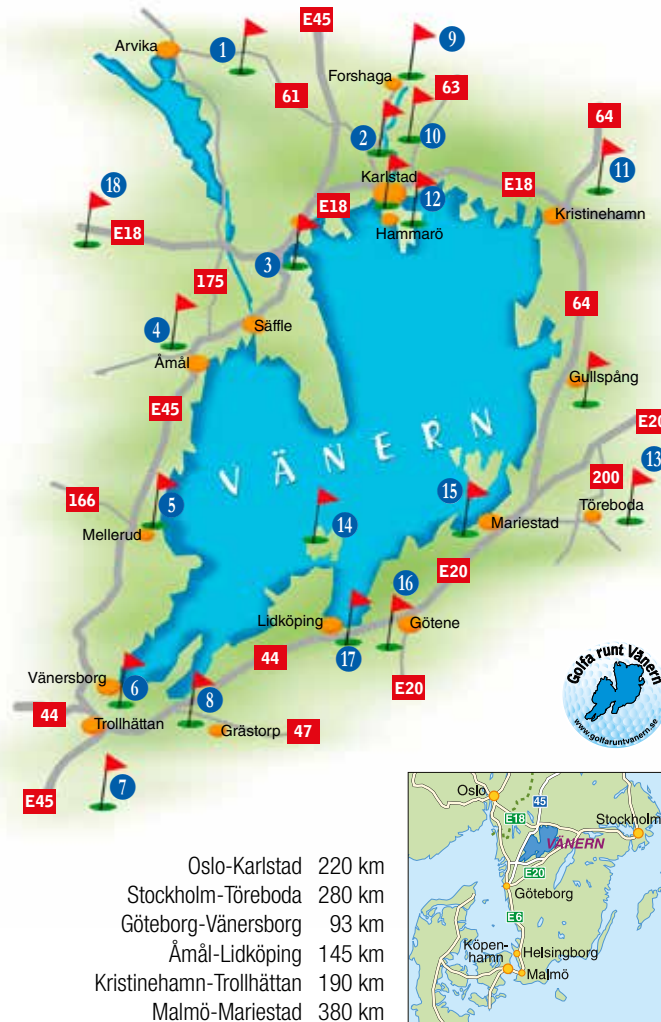 E45
9
Arvika
1
Forshaga
61
63
64
2
10
Karlstad
11
18
E18
12
E18
Kristinehamn
E18
Hammarö
3
175
64
4
Säffle
Åmål
Gullspång
E45
E20
VÄNERN
13
166
5
15
200
Töreboda
14
Mariestad
Mellerud
E20
16
Lidköping
Götene
17
44
Golfa runt Vänern
www.golfaruntvanern.se
Vänersborg
6
8
E20
44
Trollhättan
Grästorp
47
7
E45
Oslo
45
E18
Stockholm
VÄNERN
E20
Göteborg
E6
Köpen-
hamn
Helsingborg
Malmö
Oslo-Karlstad 220 km
Stockholm-Töreboda 280 km
Göteborg-Vänersborg 93 km
Åmål-Lidköping 145 km
Kristinehamn-Trollhättan 190 km
Malmö-Mariestad 380 km